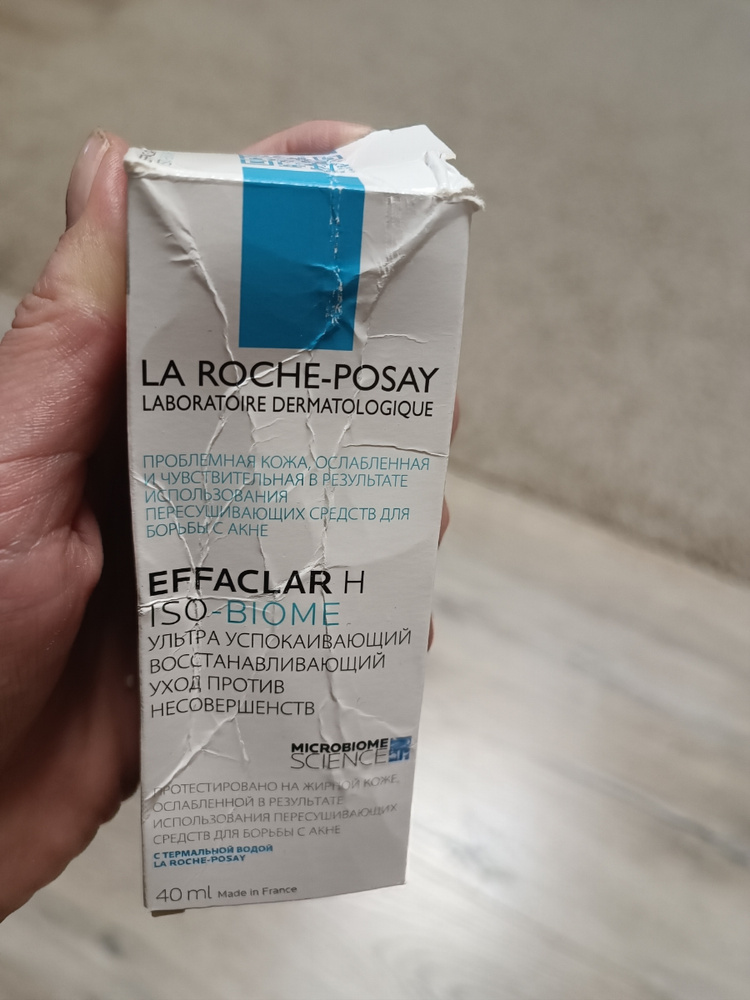 LA ROCHE-POSAY
LABORATOIRE DERMATOLOGIQUE
ПРОБЛЕМНАЯ КОЖА, ОСЛАБЛЕННАЯ
И ЧУВСТВИТЕЛЬНАЯ В РЕЗУЛЬТАТЕ
ИСПОЛЬЗОВАНИЯ
ПЕРЕСУШИВАЮЩИХ СРЕДСТВ ДЛЯ
БОРЬБЫ С АКНЕ
EFFACLAR H
ISO-BIOME
УЛЬТРА УСПОКАИВАЮЩИЙ
ВОССТАНАВЛИВАЮЩИЙ
УХОД ПРОТИВ
НЕСОВЕРШЕНСТВ
MICROBIOME
SCIENCE
ПРОТЕСТИРОВАНО НА ЖИРНОЙ КОЖЕ,
ОСЛАБЛЕННОЙ В РЕЗУЛЬТАТЕ
ИСПОЛЬЗОВАНИЯ ПЕРЕСУШИВАЮЩИХ
СРЕДСТВ ДЛЯ БОРЬБЫ С АКНЕ
С ТЕРМАЛЬНОЙ ВОДОЙ
LA ROCHE-POSAY
40 ml Made in France